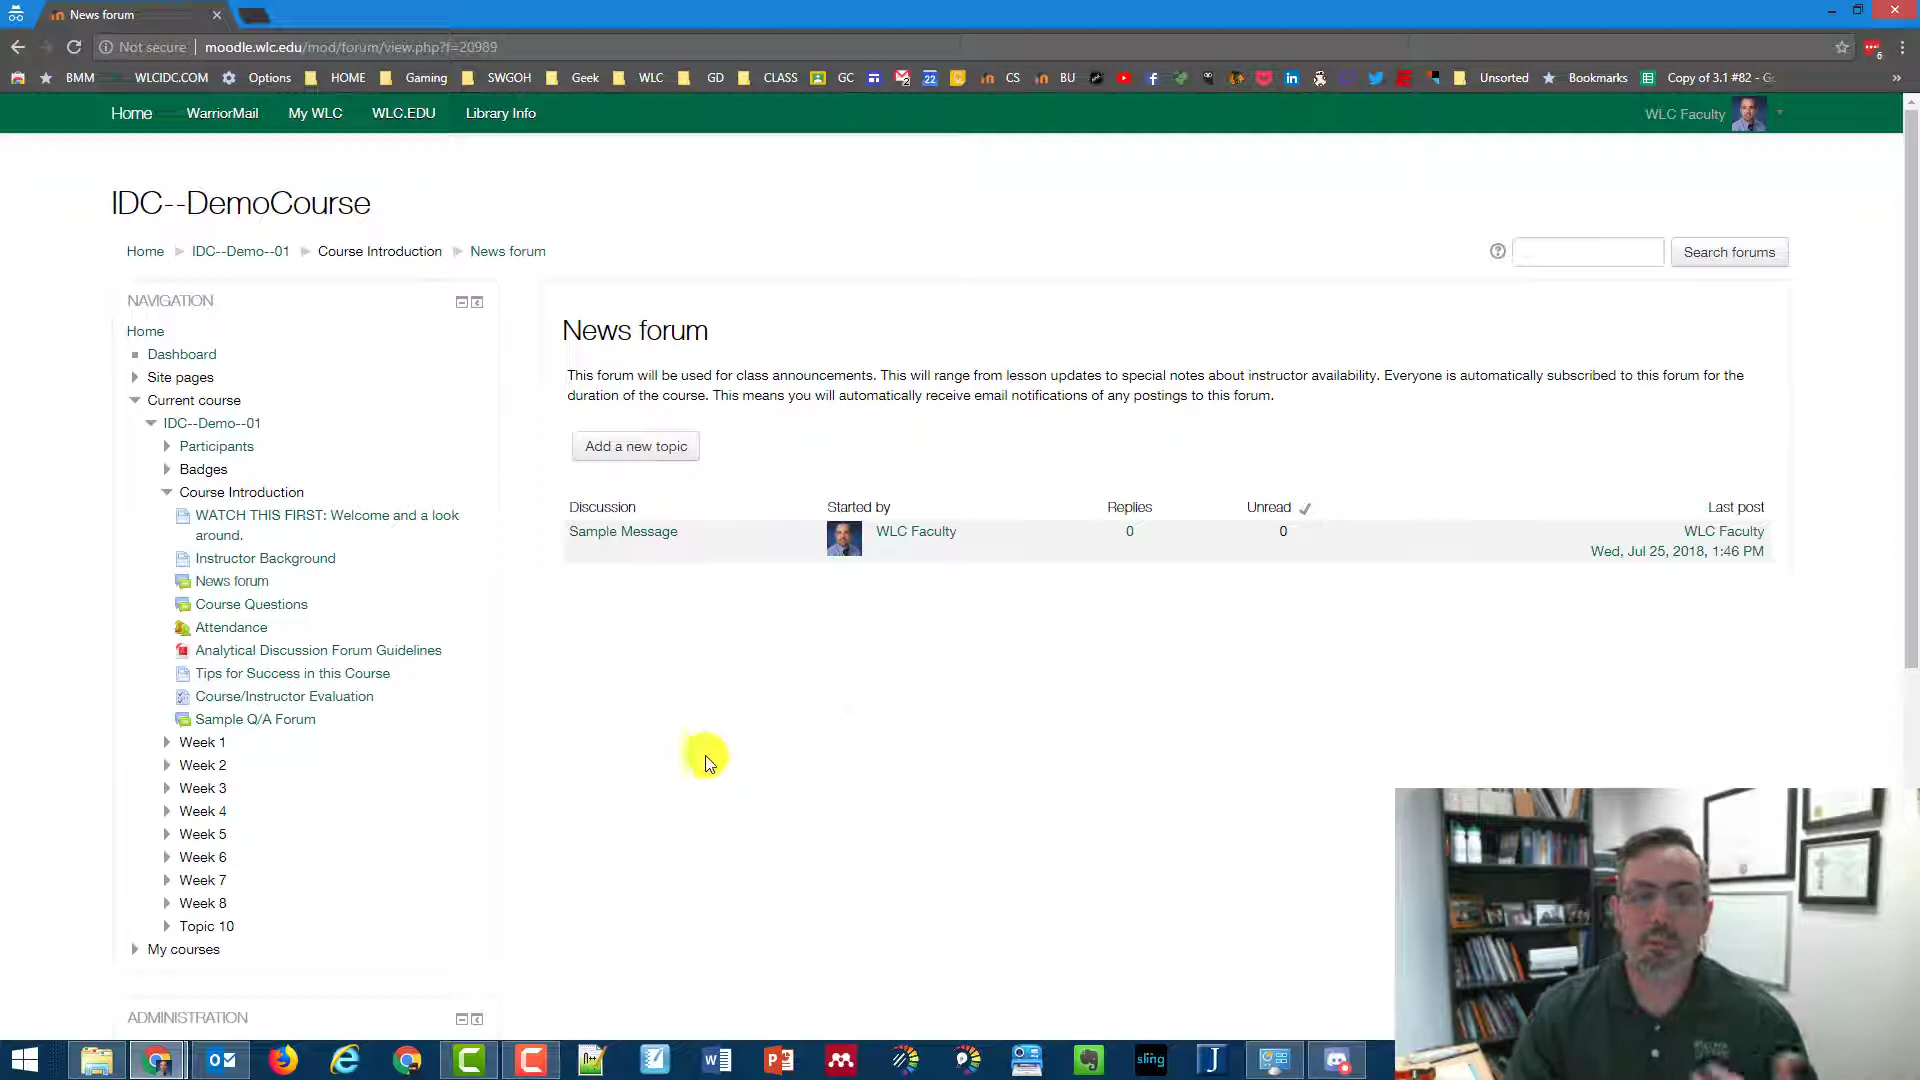 News forum
Not secure | moodle.wlc.edu/mod/forum/view.php?f=20989
BMM WLCIDC.COM Options HOME Gaming SWGOH Geek WLC GD CLASS GC 22 CS BU Unsorted Bookmarks Copy of 3.1 #82 - G
Home WarriorMail My WLC WLC.EDU Library Info WLC Faculty
IDC--DemoCourse
Home IDC--Demo--01 Course Introduction News forum Search forums
NAVIGATION
Home
Dashboard
Site pages
Current course
IDC--Demo--01
Participants
Badges
Course Introduction
WATCH THIS FIRST: Welcome and a look
around.
Instructor Background
News forum
Course Questions
Attendance
Analytical Discussion Forum Guidelines
Tips for Success in this Course
Course/Instructor Evaluation
Sample Q/A Forum
Week 1
Week 2
Week 3
Week 4
Week 5
Week 6
Week 7
Week 8
Topic 10
My courses
ADMINISTRATION
News forum
This forum will be used for class announcements. This will range from lesson updates to special notes about instructor availability. Everyone is automatically subscribed to this forum for the
duration of the course. This means you will automatically receive email notifications of any postings to this forum.
Add a new topic
Discussion Started by Replies Unread Last post
Sample Message WLC Faculty 0 0 WLC Faculty
Wed, Jul 25, 2018, 1:46 PM
sling